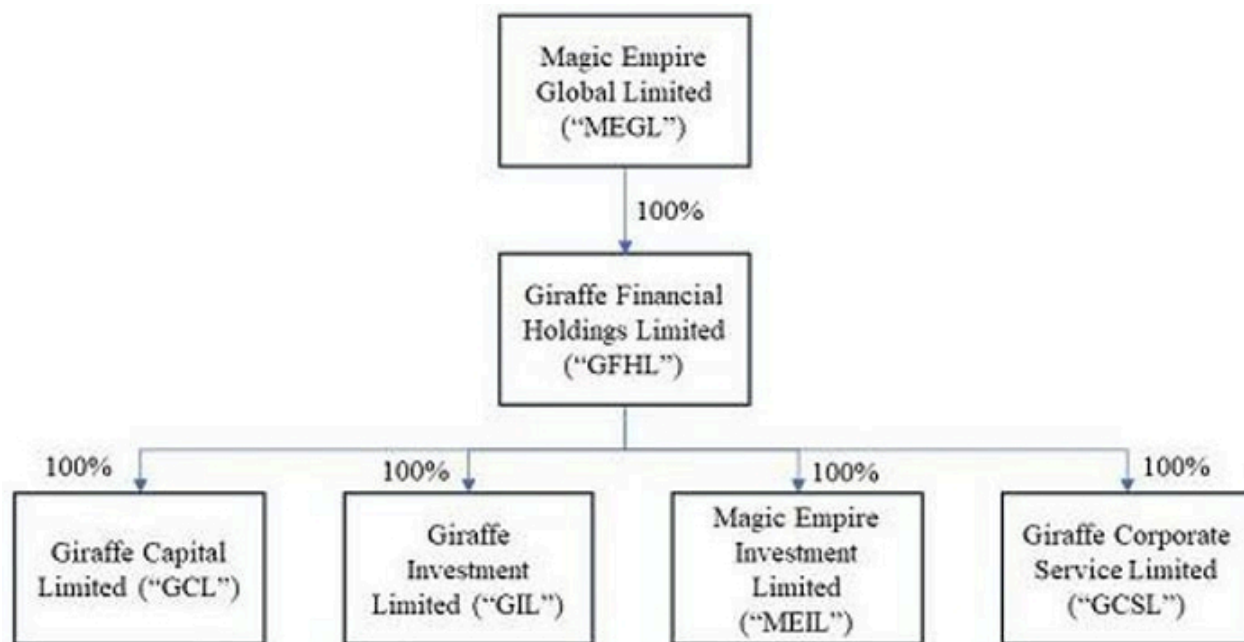 Magic Empire
Global Limited
(“MEGL”)
100%
Giraffe Financial
Holdings Limited
(“GFHL”)
100%
100%
100%
100%
Giraffe Capital
Limited (“GCL”)
Giraffe
Investment
Limited (“GIL”)
Magic Empire
Investment
Limited
(“MEIL”)
Giraffe Corporate
Service Limited
(“GCSL”)